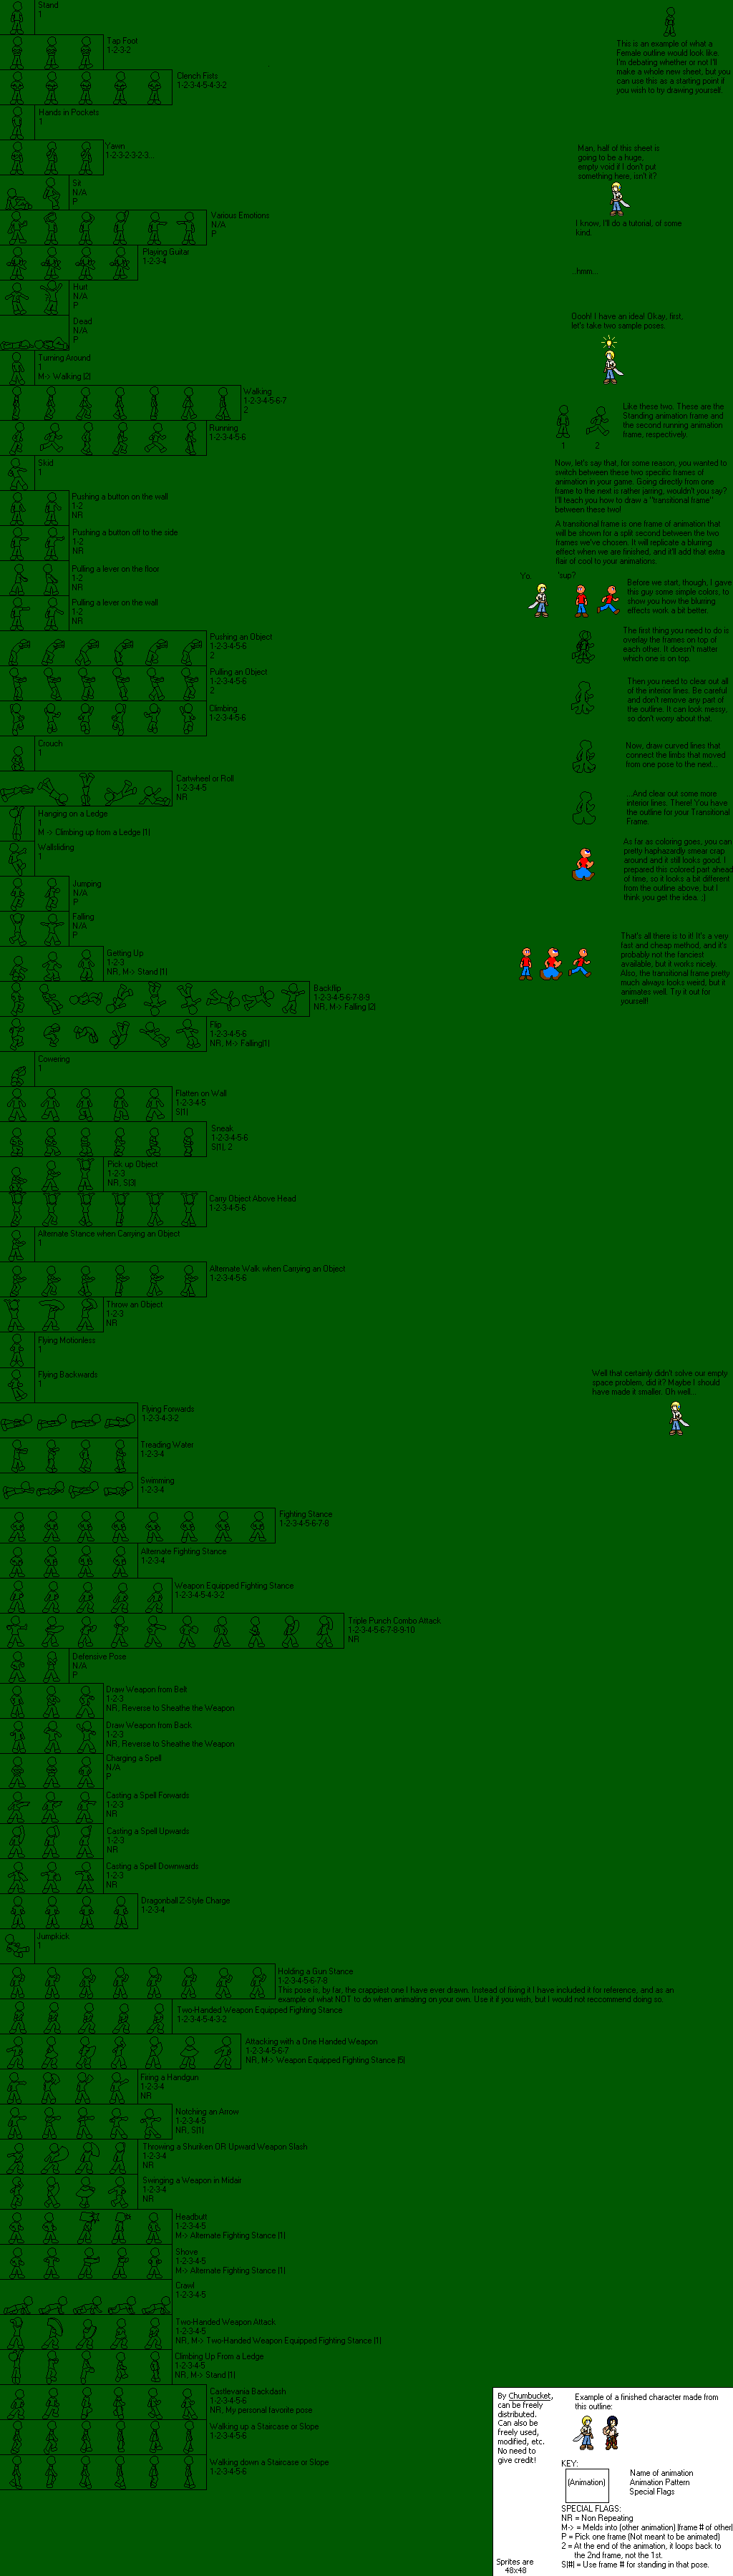 Stand
1
Tap Foot
1-2-3-2
Clench Fists
1-2-3-4-5-4-3-2
Hands in Pockets
1
Yawn
1-2-3-2-3-2-3...
Sit
N/A
P
Various Emotions
N/A
P
Playing Guitar
1-2-3-4
Hurt
N/A
P
Dead
N/A
P
Turning Around
1
M-> Walking [2]
Walking
1-2-3-4-5-6-7
2
Running
1-2-3-4-5-6
Skid
1
Pushing a button on the wall
1-2
NR
Pushing a button off to the side
1-2
NR
Pulling a lever on the floor
1-2
NR
Pulling a lever on the wall
1-2
NR
Pushing an Object
1-2-3-4-5-6
2
Pulling an Object
1-2-3-4-5-6
2
Climbing
1-2-3-4-5-6
Crouch
1
Cartwheel or Roll
1-2-3-4-5
NR
Hanging on a Ledge
1
M -> Climbing up from a Ledge [1]
Wallsliding
1
Jumping
N/A
P
Falling
N/A
P
Getting Up
1-2-3
NR, M-> Stand [1]
Backflip
1-2-3-4-5-6-7-8-9
NR, M-> Falling [2]
Flip
1-2-3-4-5-6
NR, M-> Falling[1]
Cowering
1
Flatten on Wall
1-2-3-4-5
S[1]
Sneak
1-2-3-4-5-6
S[1], 2
Pick up Object
1-2-3
NR, S[3]
Carry Object Above Head
1-2-3-4-5-6
Alternate Stance when Carrying an Object
1
Alternate Walk when Carrying an Object
1-2-3-4-5-6
Throw an Object
1-2-3
NR
Flying Motionless
1
Flying Backwards
1
Flying Forwards
1-2-3-4-3-2
Treading Water
1-2-3-4
Swimming
1-2-3-4
Fighting Stance
1-2-3-4-5-6-7-8
Alternate Fighting Stance
1-2-3-4
Weapon Equipped Fighting Stance
1-2-3-4-5-4-3-2
Triple Punch Combo Attack
1-2-3-4-5-6-7-8-9-10
NR
Defensive Pose
N/A
P
Draw Weapon from Belt
1-2-3
NR, Reverse to Sheathe the Weapon
Draw Weapon from Back
1-2-3
NR, Reverse to Sheathe the Weapon
Charging a Spell
N/A
P
Casting a Spell Forwards
1-2-3
NR
Casting a Spell Upwards
1-2-3
NR
Casting a Spell Downwards
1-2-3
NR
Dragonball Z-Style Charge
1-2-3-4
Jumpkick
1
Holding a Gun Stance
1-2-3-4-5-6-7-8
This pose is, by far, the crappiest one I have ever drawn. Instead of fixing it I have included it for reference, and as an
example of what NOT to do when animating on your own. Use it if you wish, but I would not reccommend doing so.
Two-Handed Weapon Equipped Fighting Stance
1-2-3-4-5-4-3-2
Attacking with a One Handed Weapon
1-2-3-4-5-6-7
NR, M-> Weapon Equipped Fighting Stance [5]
Firing a Handgun
1-2-3-4
NR
Notching an Arrow
1-2-3-4-5
NR, S[1]
Throwing a Shuriken OR Upward Weapon Slash
1-2-3-4
NR
Swinging a Weapon in Midair
1-2-3-4
NR
Headbutt
1-2-3-4-5
M-> Alternate Fighting Stance [1]
Shove
1-2-3-4-5
M-> Alternate Fighting Stance [1]
Crawl
1-2-3-4-5
Two-Handed Weapon Attack
1-2-3-4-5
NR, M-> Two-Handed Weapon Equipped Fighting Stance [1]
Climbing Up From a Ledge
1-2-3-4-5
NR, M-> Stand [1]
Castlevania Backdash
1-2-3-4-5-6
NR, My personal favorite pose
Walking up a Staircase or Slope
1-2-3-4-5-6
Walking down a Staircase or Slope
1-2-3-4-5-6
This is an example of what a
Female outline would look like.
I'm debating whether or not I'll
make a whole new sheet, but you
can use this as a starting point if
you wish to try drawing yourself.
Man, half of this sheet is
going to be a huge,
empty void if I don't put
something here, isn't it?
I know, I'll do a tutorial, of some
kind.
...hmm...
Oooh! I have an idea! Okay, first,
let's take two sample poses.
Like these two. These are the
Standing animation frame and
the second running animation
frame, respectively.
1
2
Now, let's say that, for some reason, you wanted to
switch between these two specific frames of
animation in your game. Going directly from one
frame to the next is rather jarring, wouldn't you say?
I'll teach you how to draw a "transitional frame"
between these two!
A transitional frame is one frame of animation that
will be shown for a split second between the two
frames we've chosen. It will replicate a blurring
effect when we are finished, and it'll add that extra
flair of cool to your animations.
Yo.
'sup?
Before we start, though, I gave
this guy some simple colors, to
show you how the blurring
effects work a bit better.
The first thing you need to do is
overlay the frames on top of
each other. It doesn't matter
which one is on top.
Then you need to clear out all
of the interior lines. Be careful
and don't remove any part of
the outline. It can look messy,
so don't worry about that.
Now, draw curved lines that
connect the limbs that moved
from one pose to the next...
...And clear out some more
interior lines. There! You have
the outline for your Transitional
Frame.
As far as coloring goes, you can
pretty haphazardly smear crap
around and it still looks good. I
prepared this colored part ahead
of time, so it looks a bit different
from the outline above, but I
think you get the idea. ;)
That's all there is to it! It's a very
fast and cheap method, and it's
probably not the fanciest
available, but it works nicely.
Also, the transitional frame pretty
much always looks weird, but it
animates well. Try it out for
yourself!
Well that certainly didn't solve our empty
space problem, did it? Maybe I should
have made it smaller. Oh well...
By Chumbucket,
can be freely
distributed.
Can also be
freely used,
modified, etc.
No need to
give credit!
Sprites are
48x48
Example of a finished character made from
this outline:
KEY:
(Animation)
Name of animation
Animation Pattern
Special Flags
SPECIAL FLAGS:
NR = Non Repeating
M-> = Melds into (other animation) [frame # of other]
P = Pick one frame (Not meant to be animated)
2 = At the end of the animation, it loops back to
the 2nd frame, not the 1st.
S[#] = Use frame # for standing in that pose.